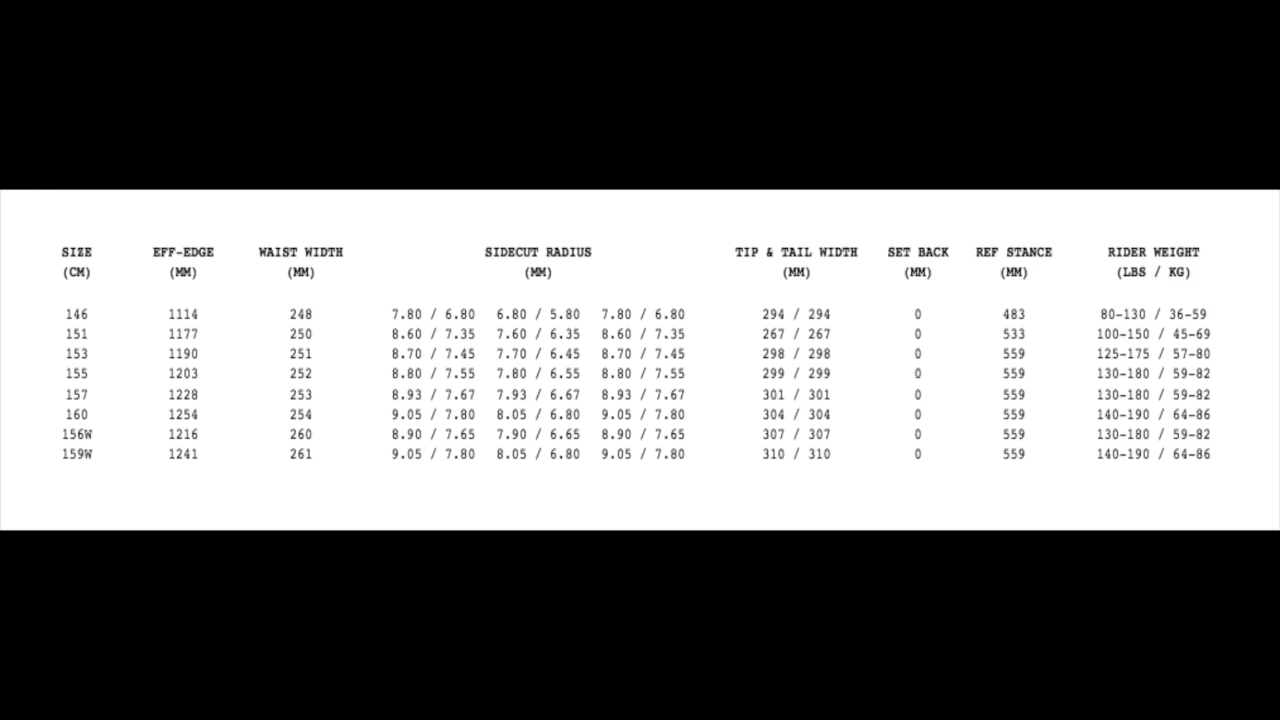 SIZE EFF-EDGE WAIST WIDTH SIDECUT RADIUS TIP & TAIL WIDTH SET BACK REF STANCE RIDER WEIGHT
(CM) (MM) (MM) (MM) (MM) (MM) (MM) (LBS / KG)
146 1114 248 7.80 / 6.80 6.80 / 5.80 7.80 / 6.80 294 / 294 0 483 80-130 / 36-59
151 1177 250 8.60 / 7.35 7.60 / 6.35 8.60 / 7.35 267 / 267 0 533 100-150 / 45-69
153 1190 251 8.70 / 7.45 7.70 / 6.45 8.70 / 7.45 298 / 298 0 559 125-175 / 57-80
155 1203 252 8.80 / 7.55 7.80 / 6.55 8.80 / 7.55 299 / 299 0 559 130-180 / 59-82
157 1228 253 8.93 / 7.67 7.93 / 6.67 8.93 / 7.67 301 / 301 0 559 130-180 / 59-82
160 1254 254 9.05 / 7.80 8.05 / 6.80 9.05 / 7.80 304 / 304 0 559 140-190 / 64-86
156W 1216 260 8.90 / 7.65 7.90 / 6.65 8.90 / 7.65 307 / 307 0 559 130-180 / 59-82
159W 1241 261 9.05 / 7.80 8.05 / 6.80 9.05 / 7.80 310 / 310 0 559 140-190 / 64-86